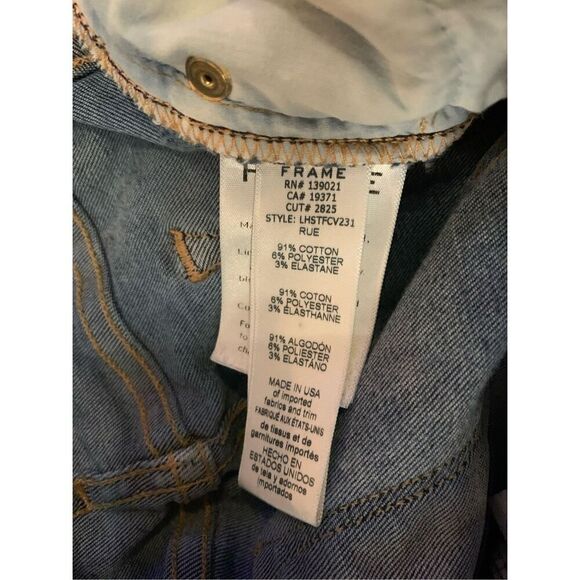 FRAME
RN# 139021
CA# 19371
CUT# 2825
STYLE: LHSTFCV231
RUE
91% COTTON
6% POLYESTER
3% ELASTANE
91% COTON
6% POLYESTER
3% ÉLASTHANNE
91% ALGODÓN
6% POLIESTER
3% ELASTANO
MADE IN USA
of imported
fabrics and trim
FABRIQUÉ AUX ÉTATS-UNIS
de tissus et de
garnitures importés
HECHO EN
ESTADOS UNIDOS
de tela y adornos
importados